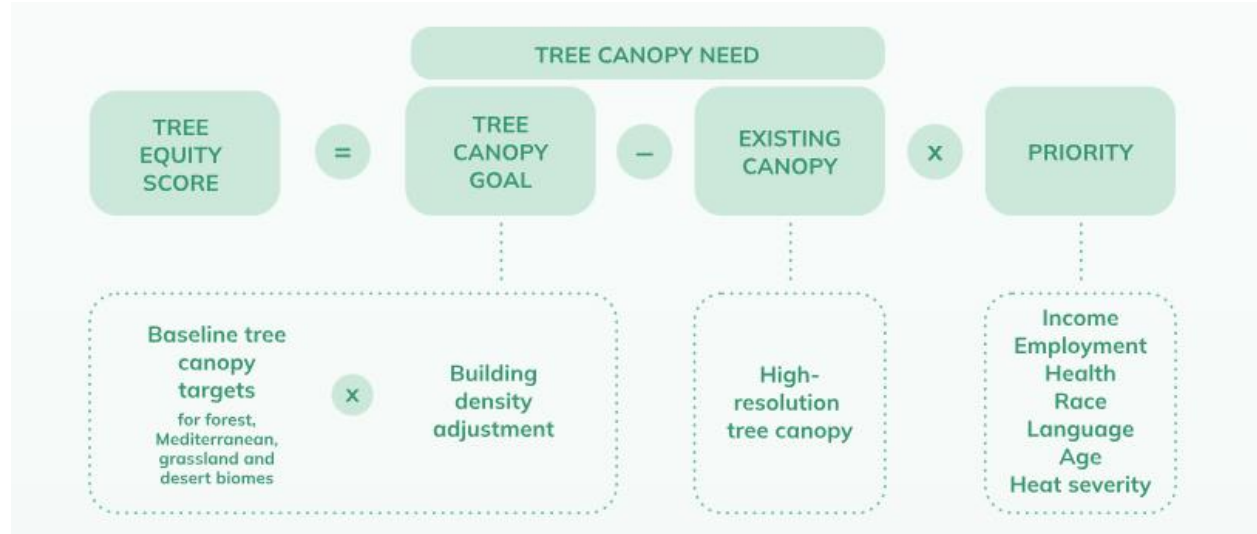 TREE CANOPY NEED
TREE
EQUITY
SCORE
=
TREE
CANOPY
GOAL
–
EXISTING
CANOPY
x
PRIORITY
Baseline tree
canopy
targets
for forest,
Mediterranean,
grassland and
desert biomes
x
Building
density
adjustment
High-
resolution
tree canopy
Income
Employment
Health
Race
Language
Age
Heat severity